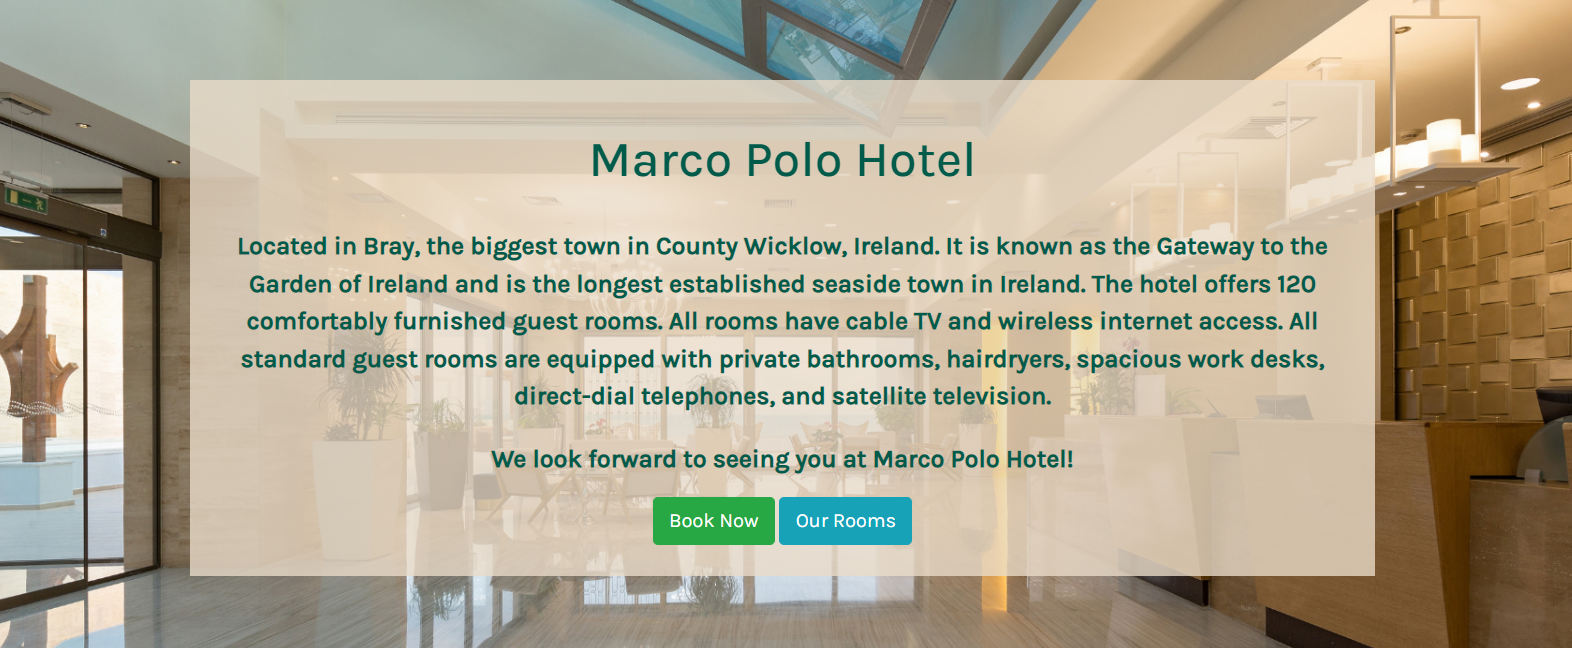 Marco Polo Hotel
Located in Bray, the biggest town in County Wicklow, Ireland. It is known as the Gateway to the
Garden of Ireland and is the longest established seaside town in Ireland. The hotel offers 120
comfortably furnished guest rooms. All rooms have cable TV and wireless internet access. All
standard guest rooms are equipped with private bathrooms, hairdryers, spacious work desks,
direct-dial telephones, and satellite television.
We look forward to seeing you at Marco Polo Hotel!
Book Now
Our Rooms